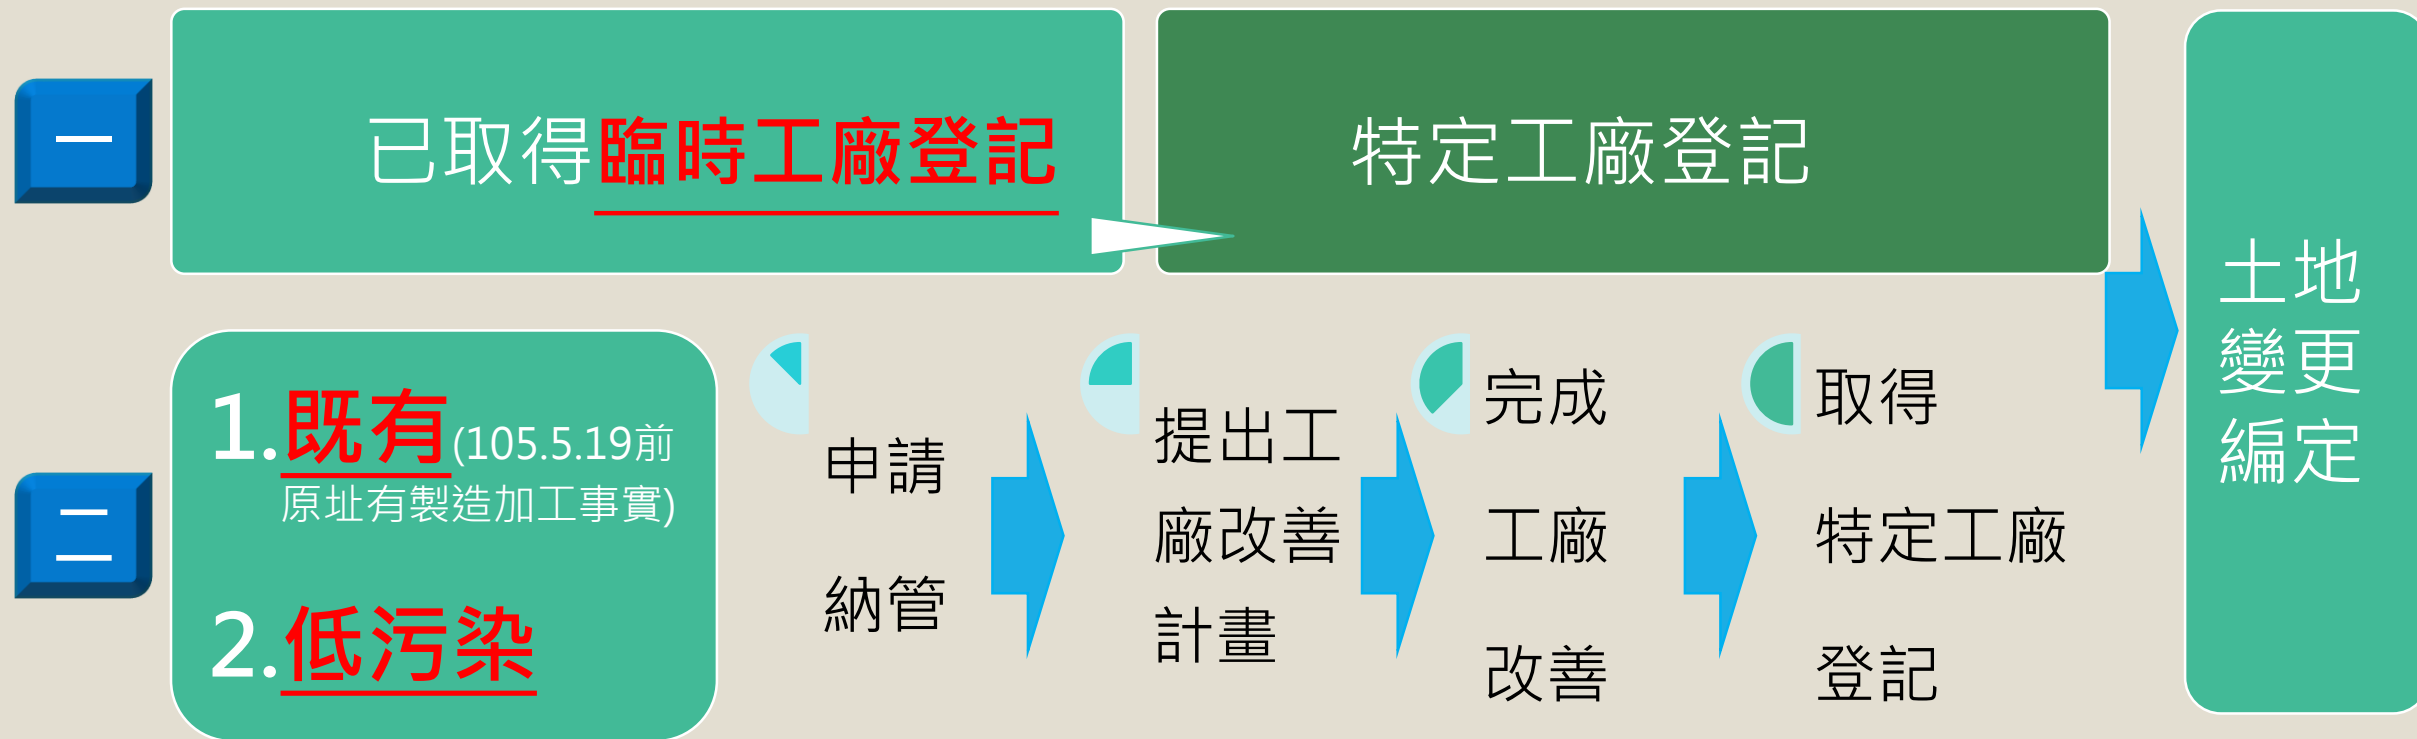 一
已取得臨時工廠登記
特定工廠登記
二
1.既有(105.5.19前
原址有製造加工事實)
2.低污染
申請
納管
提出工
廠改善
計畫
完成
工廠
改善
取得
特定工廠
登記
土地
變更
編定